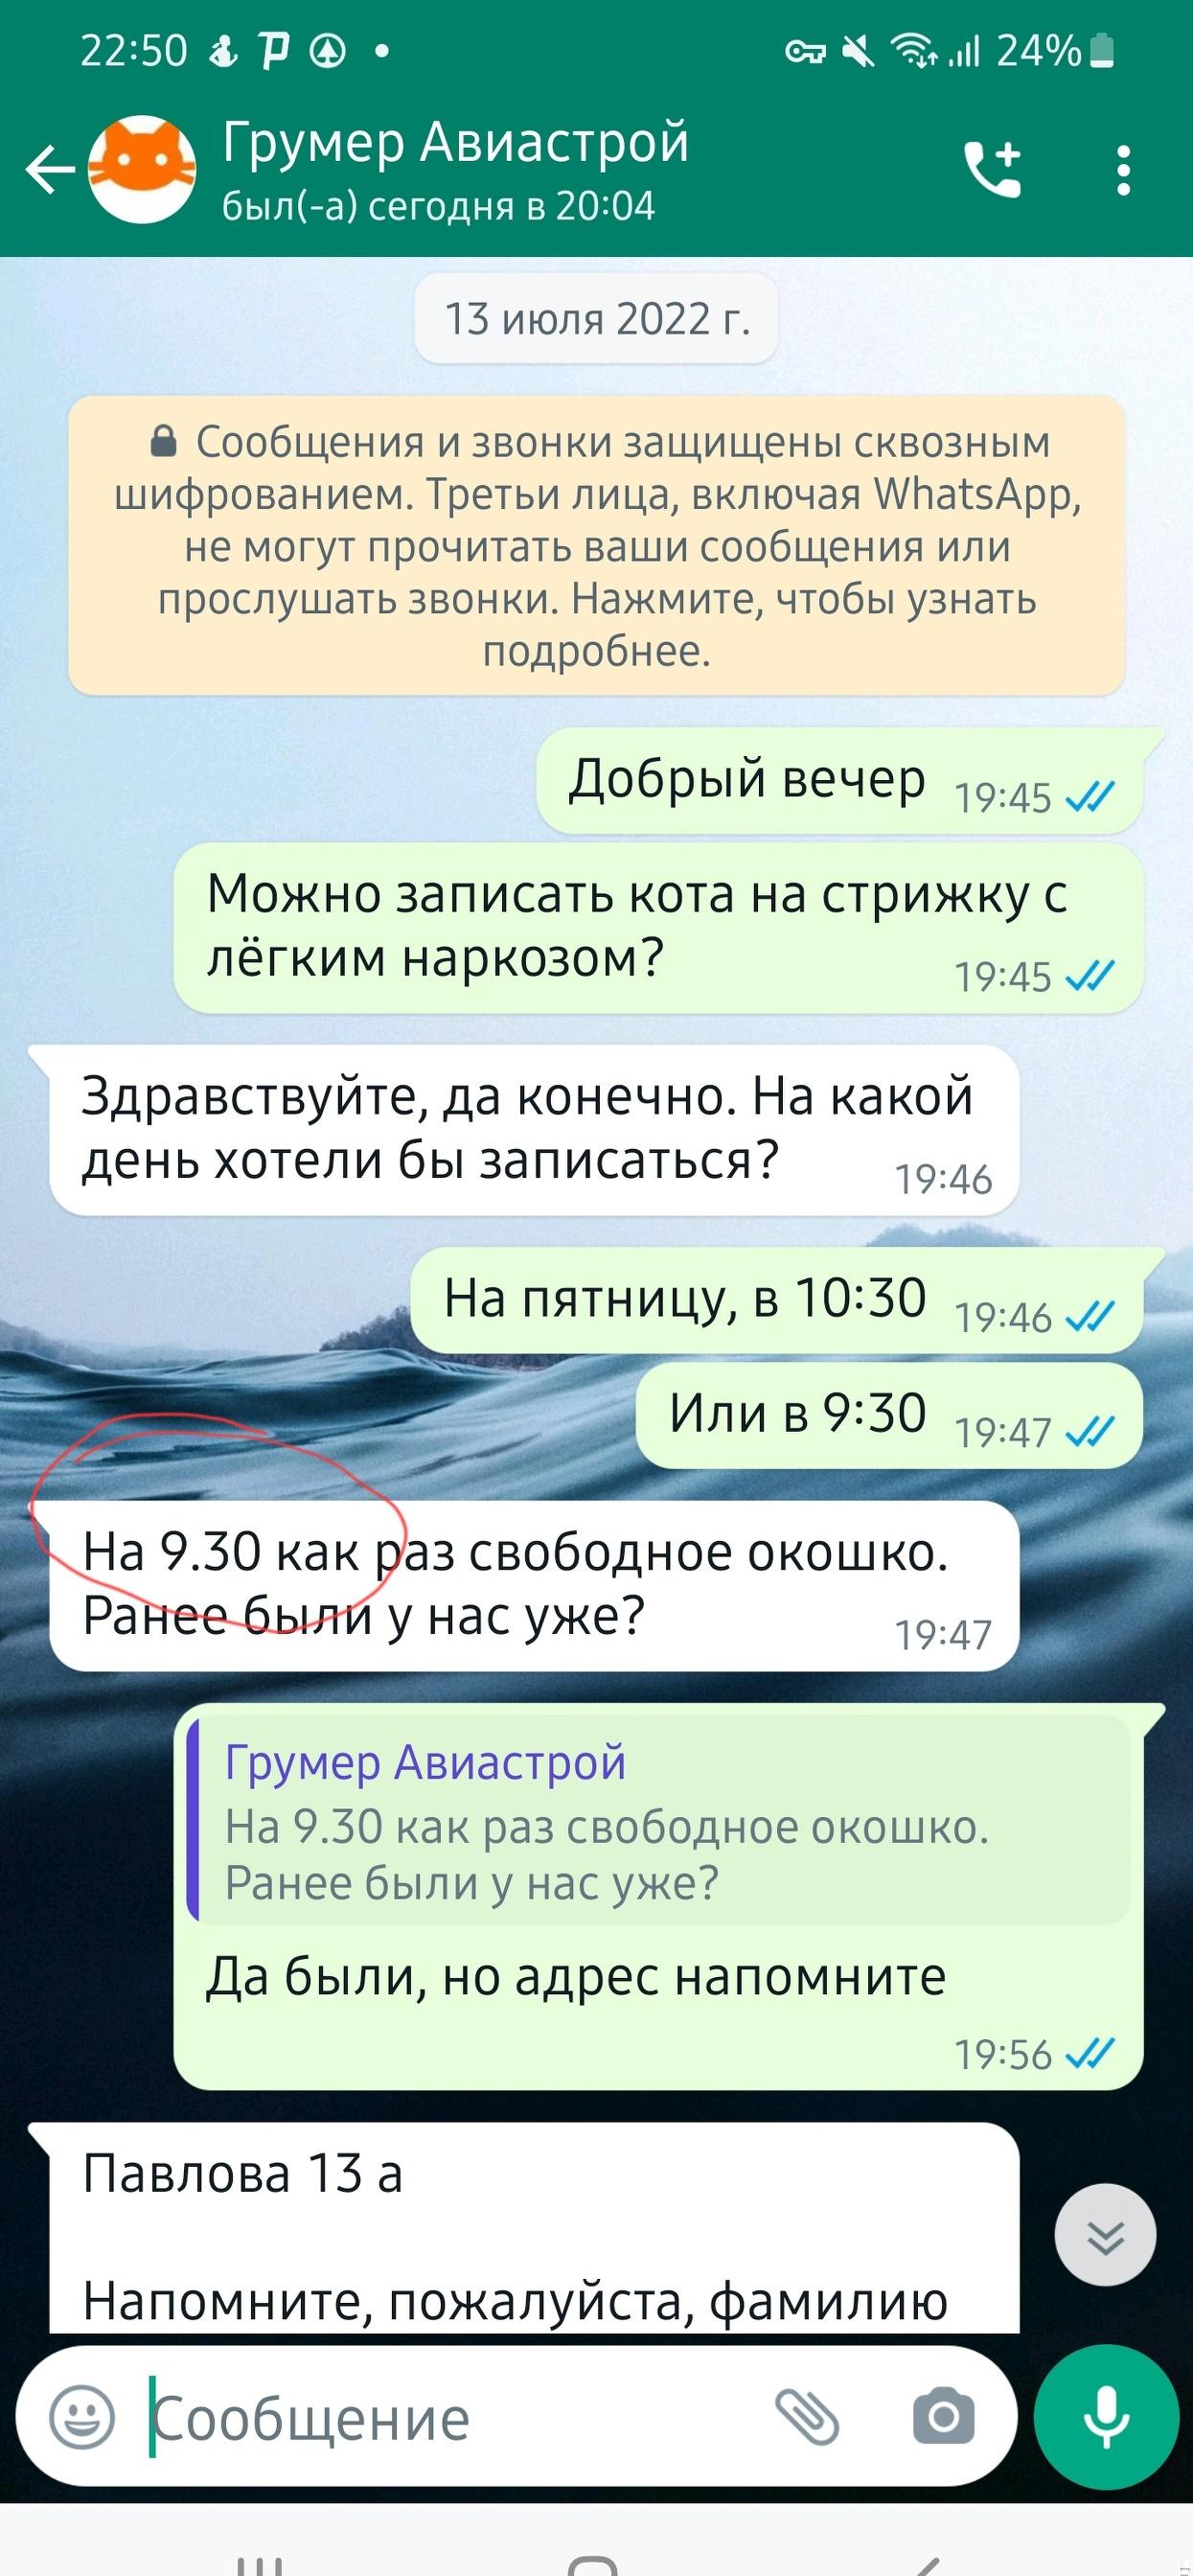 22:50
24%
Грумер Авиастрой
был(-а) сегодня в 20:04
13 июля 2022 г.
Сообщения и звонки защищены сквозным
шифрованием. Третьи лица, включая WhatsApp,
не могут прочитать ваши сообщения или
прослушать звонки. Нажмите, чтобы узнать
подробнее.
Добрый вечер 19:45
Можно записать кота на стрижку с
лёгким наркозом? 19:45
Здравствуйте, да конечно. На какой
день хотели бы записаться? 19:46
На пятницу, в 10:30 19:46
Или в 9:30 19:47
На 9.30 как раз свободное окошко.
Ранее были у нас уже? 19:47
Грумер Авиастрой
На 9.30 как раз свободное окошко.
Ранее были у нас уже?
Да были, но адрес напомните
19:56
Павлова 13 а
Напомните, пожалуйста, фамилию
Сообщение